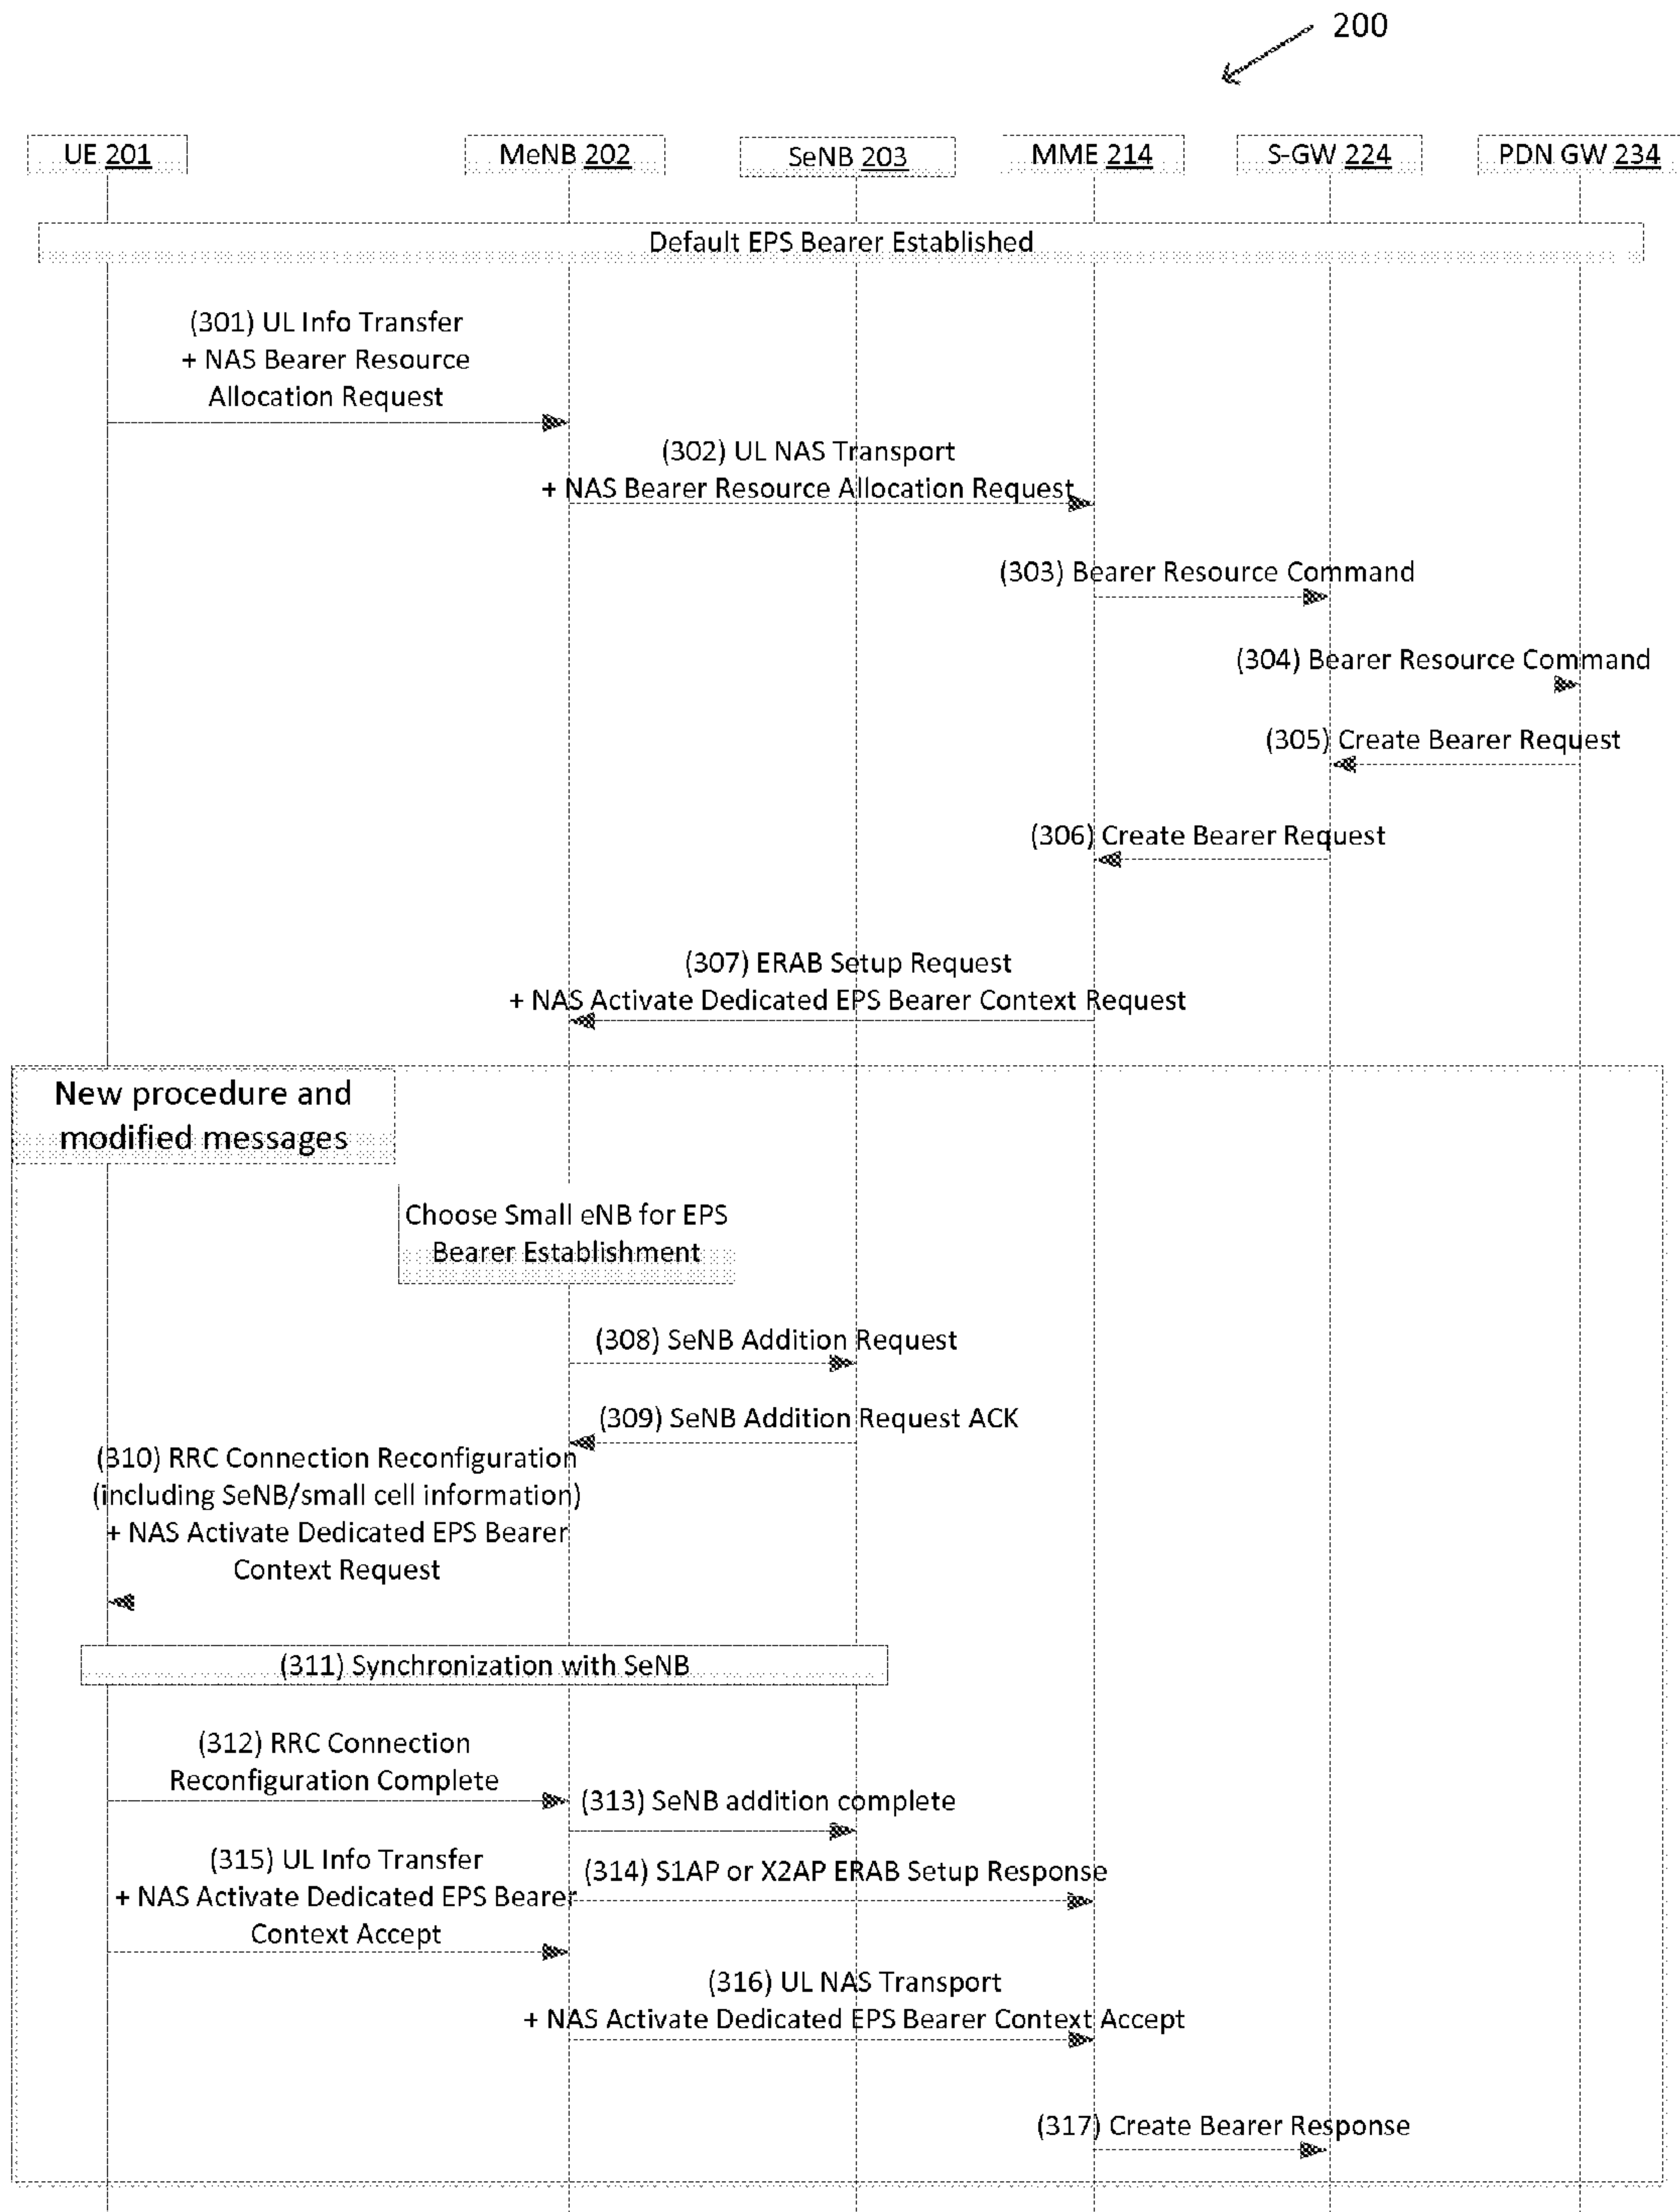 200
UE 201
MeNB 202
SeNB 203
MME 214
S-GW 224
PDN GW 234
Default EPS Bearer Established
(301) UL Info Transfer
+ NAS Bearer Resource
Allocation Request
(302) UL NAS Transport
+ NAS Bearer Resource Allocation Request
(303) Bearer Resource Command
(304) Bearer Resource Command
(305) Create Bearer Request
(306) Create Bearer Request
(307) ERAB Setup Request
+ NAS Activate Dedicated EPS Bearer Context Request
New procedure and
modified messages
Choose Small eNB for EPS
Bearer Establishment
(308) SeNB Addition Request
(309) SeNB Addition Request ACK
(310) RRC Connection Reconfiguration
(including SeNB/small cell information)
+ NAS Activate Dedicated EPS Bearer
Context Request
(311) Synchronization with SeNB
(312) RRC Connection
Reconfiguration Complete
(313) SeNB addition complete
(315) UL Info Transfer
+ NAS Activate Dedicated EPS Bearer
Context Accept
(314) S1AP or X2AP ERAB Setup Response
(316) UL NAS Transport
+ NAS Activate Dedicated EPS Bearer Context Accept
(317) Create Bearer Response